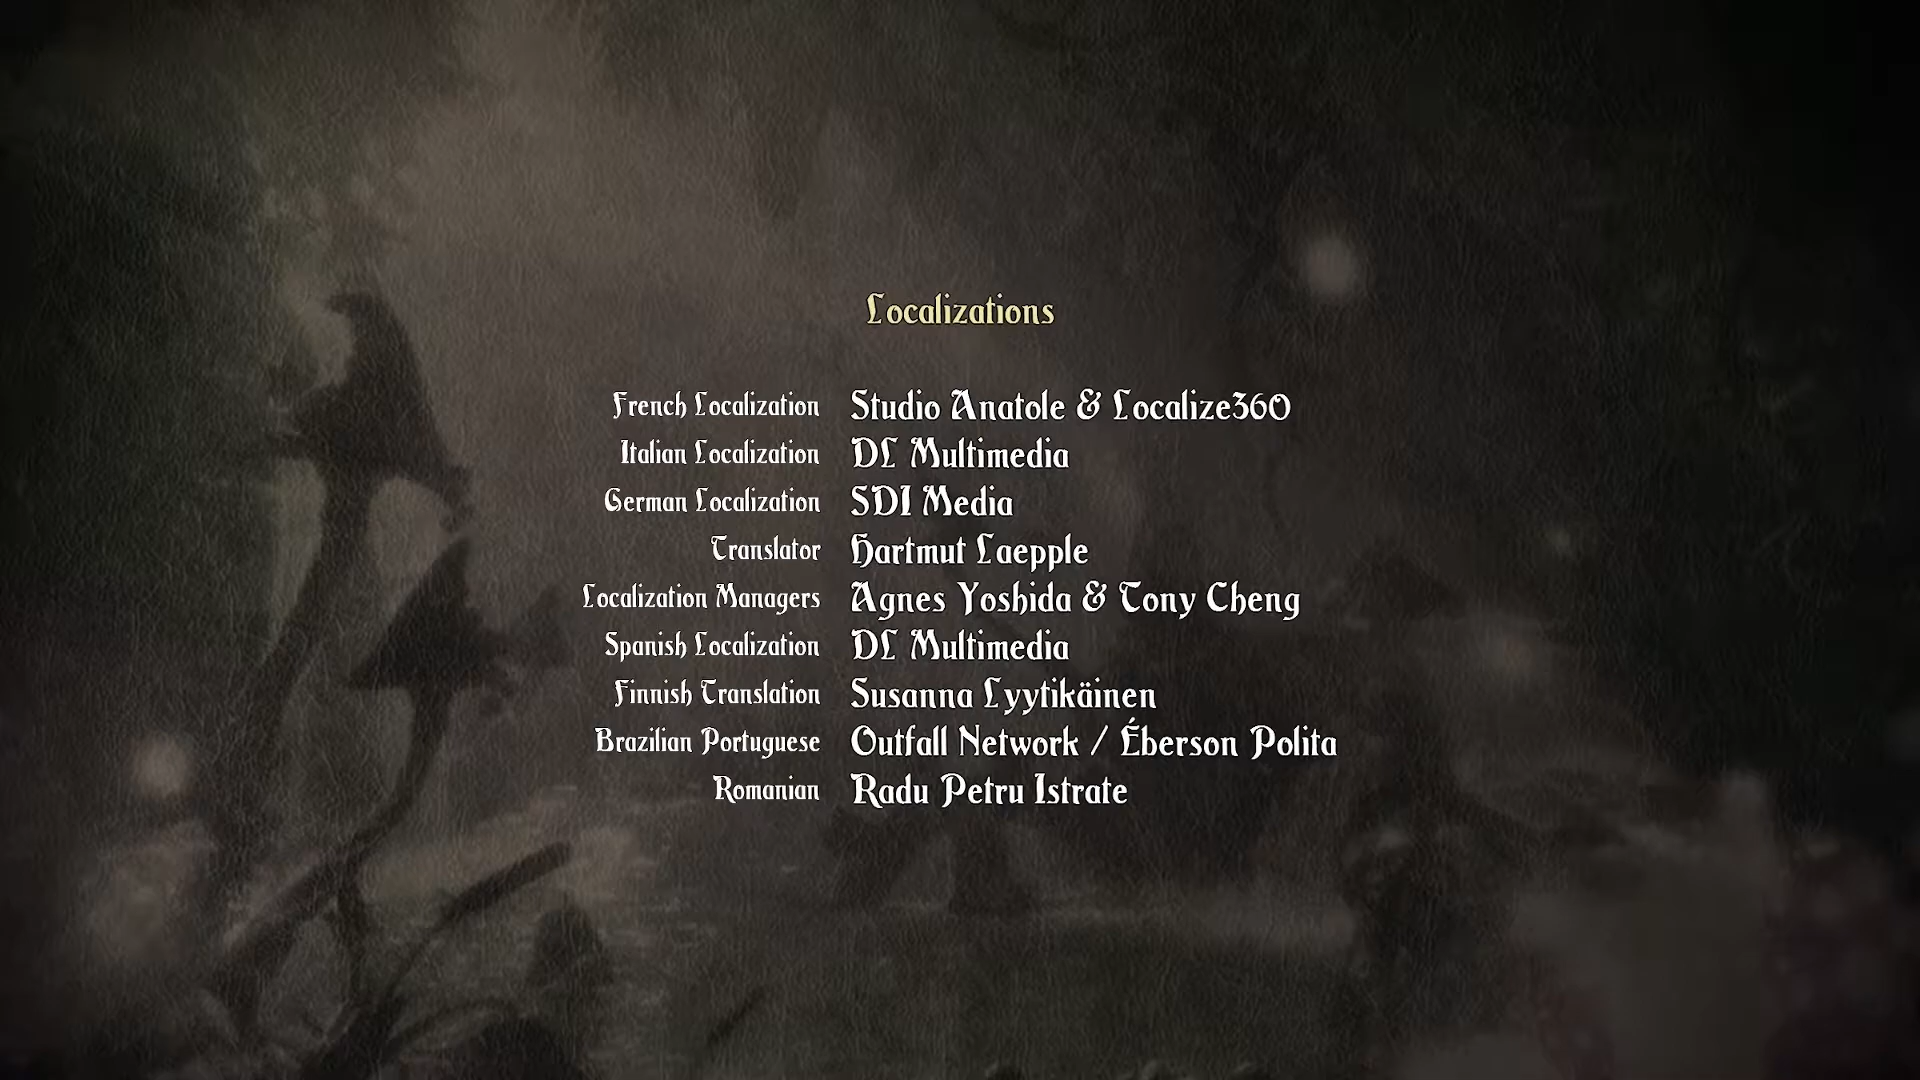 Localizations
French Localization Studio Anatole & Localize360
Italian Localization DL Multimedia
German Localization SDI Media
Translator Hartmut Laepple
Localization Managers Agnes Yoshida & Tony Cheng
Spanish Localization DL Multimedia
Finnish Translation Susanna Lyytikäinen
Brazilian Portuguese Outfall Network / Éberson Polita
Romanian Radu Petru Istrate